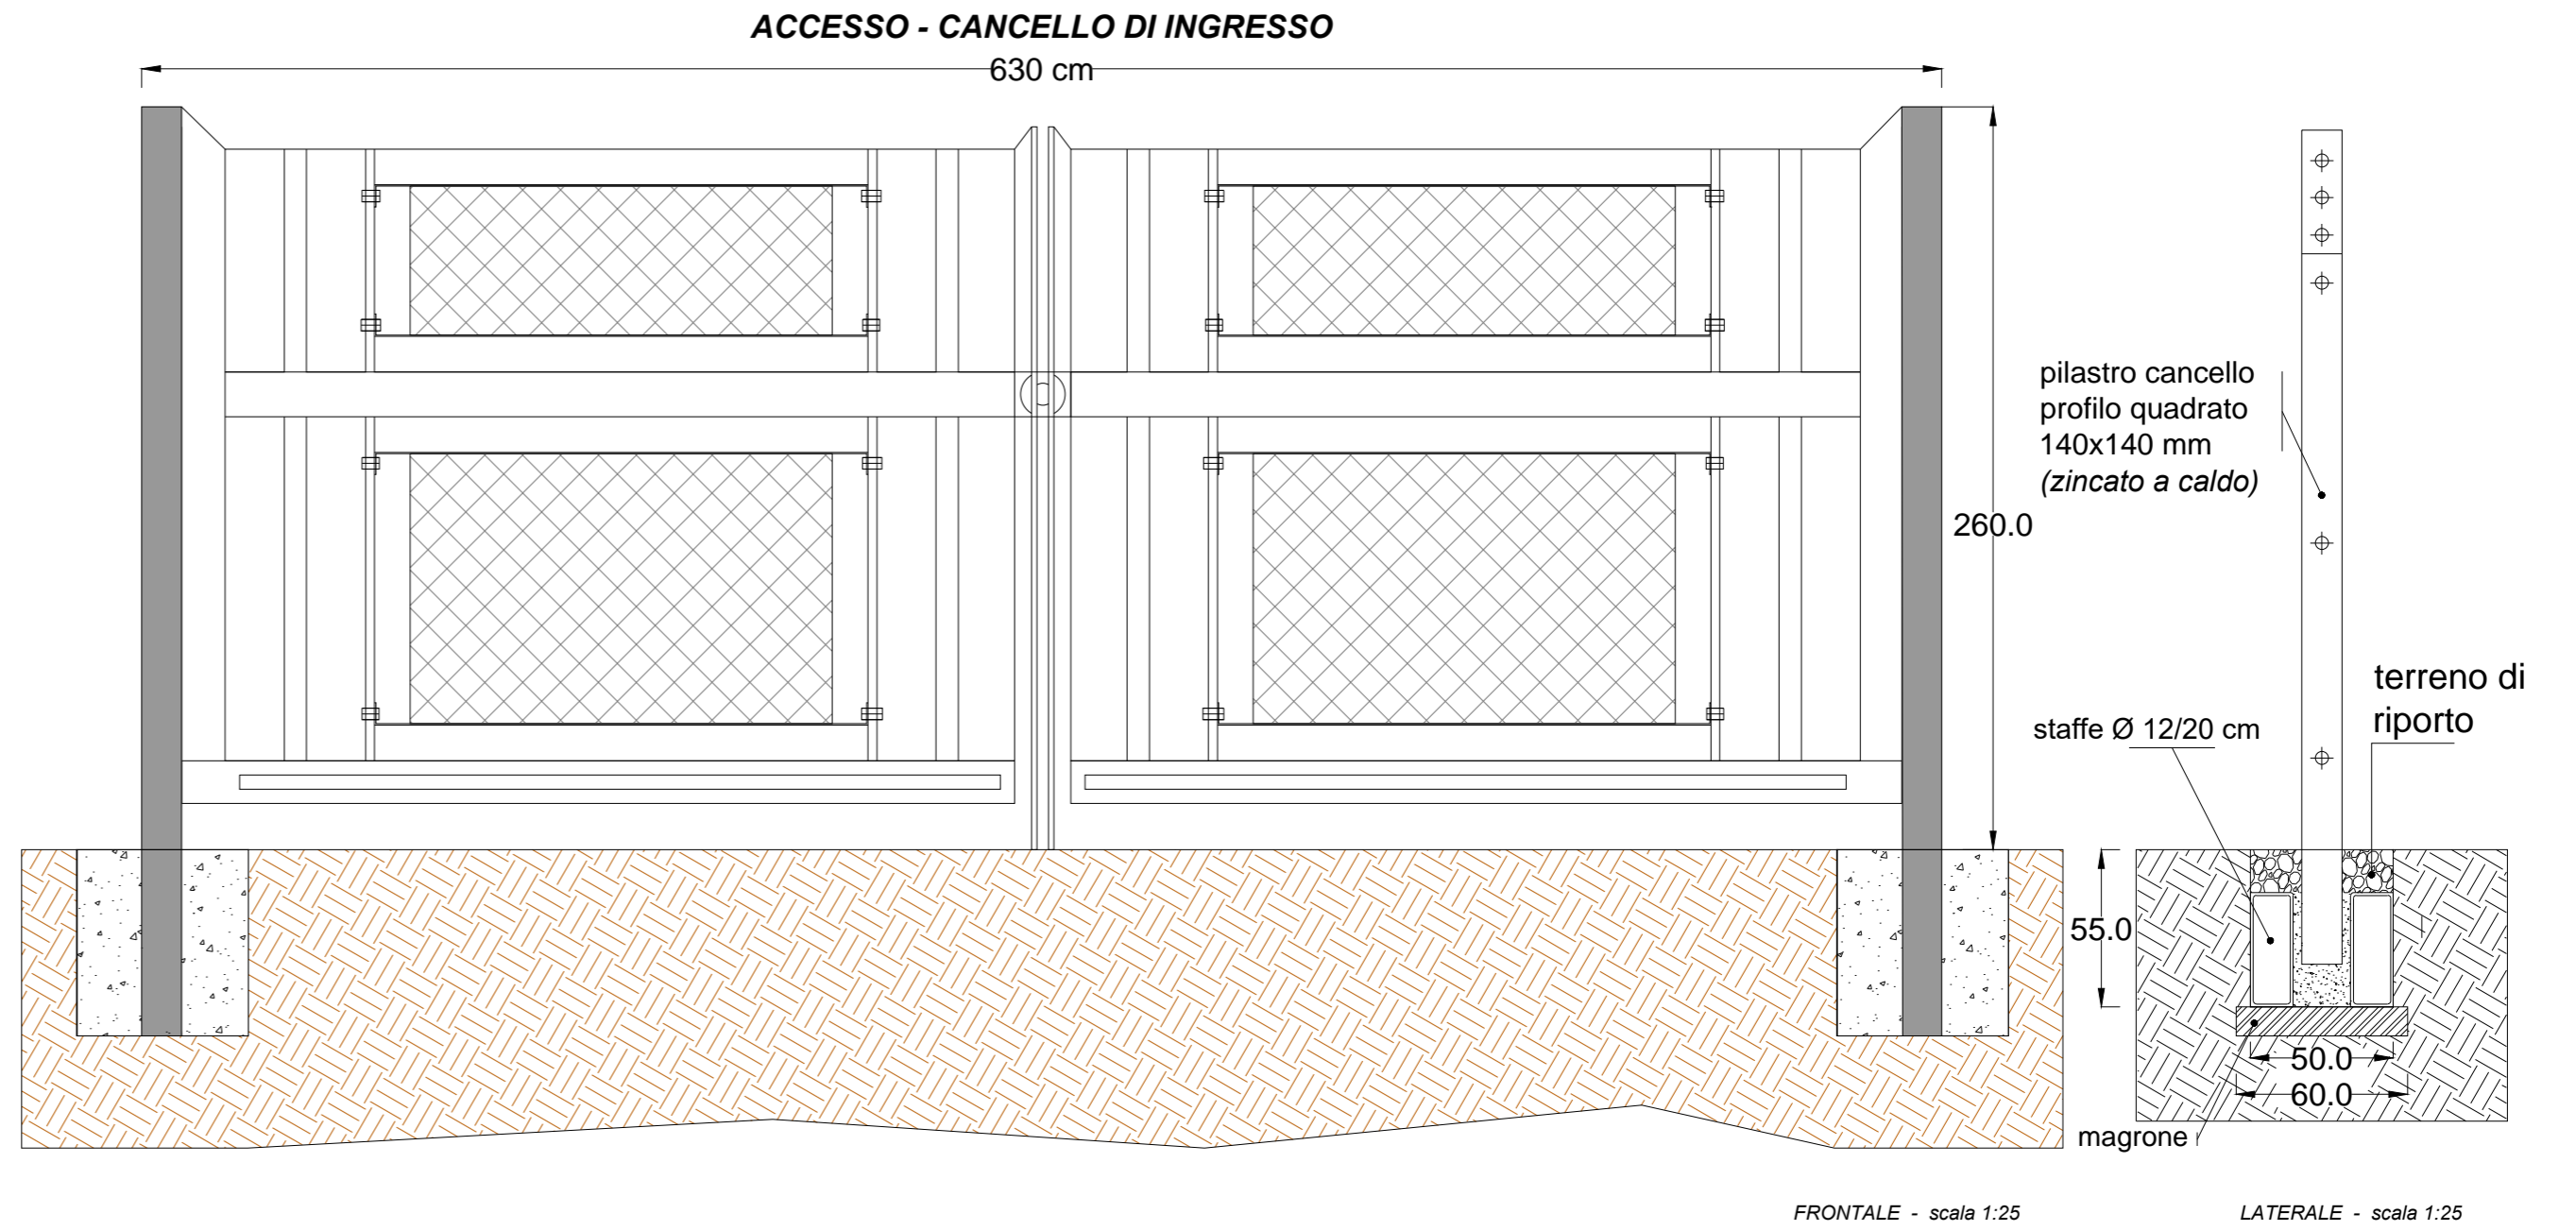 ACCESSO - CANCELLO DI INGRESSO
630 cm
260.0
pilastro cancello
profilo quadrato
140x140 mm
(zincato a caldo)
terreno di
riporto
staffe Ø 12/20 cm
55.0
50.0
60.0
magrone
FRONTALE - scala 1:25
LATERALE - scala 1:25